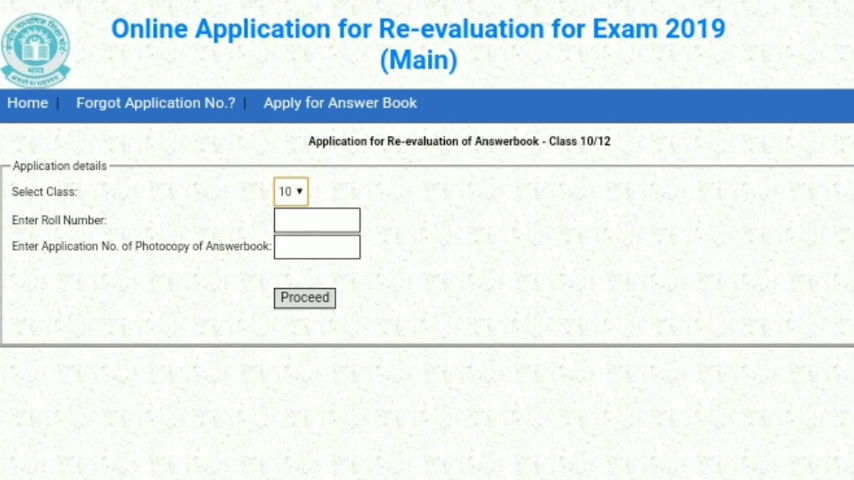 Online Application for Re-evaluation for Exam 2019
(Main)
Home | Forgot Application No.? | Apply for Answer Book
Application for Re-evaluation of Answerbook - Class 10/12
Application details
Select Class: 10 ▼
Enter Roll Number:
Enter Application No. of Photocopy of Answerbook:
Proceed